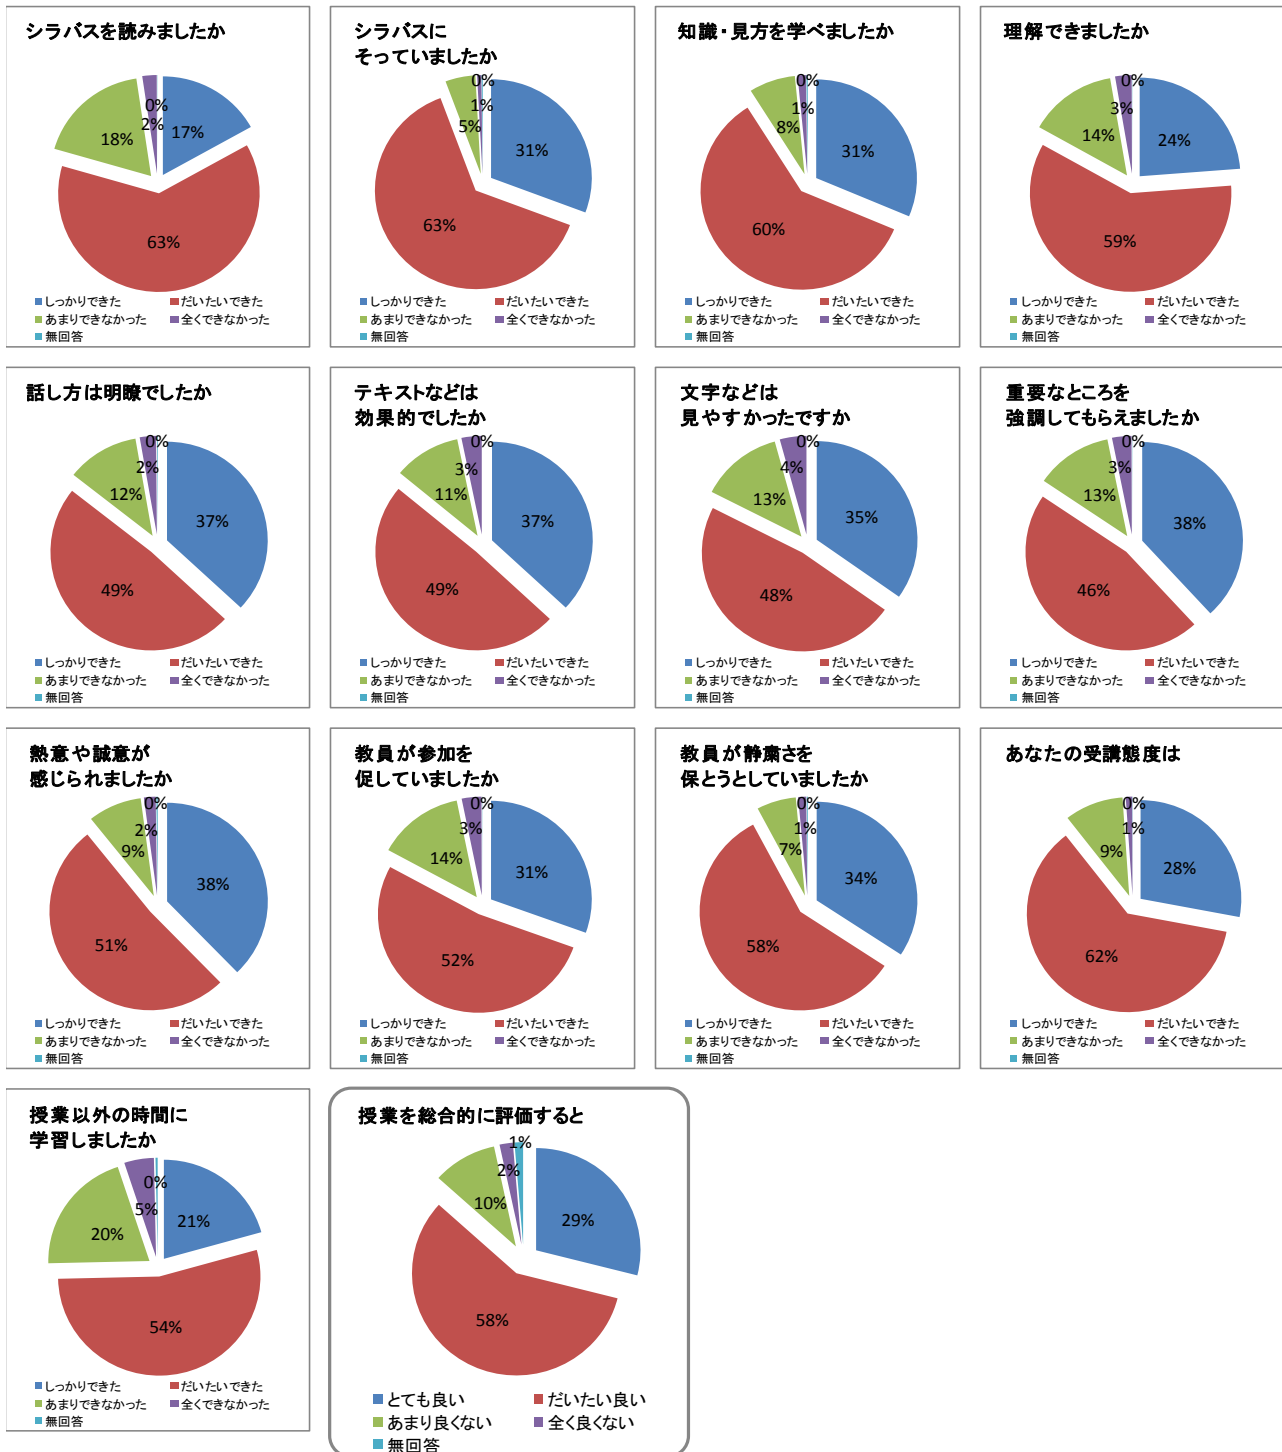 シラバスを読みましたか
0%
2%
17%
18%
63%
■しっかりできた ■だいたいできた
■あまりできなかった ■全くできなかった
■無回答
シラバスに
そっていましたか
0%
1%
5%
31%
63%
■しっかりできた ■だいたいできた
■あまりできなかった ■全くできなかった
■無回答
知識・見方を学べましたか
0%
1%
8%
31%
60%
■しっかりできた ■だいたいできた
■あまりできなかった ■全くできなかった
■無回答
理解できましたか
0%
3%
14%
24%
59%
■しっかりできた ■だいたいできた
■あまりできなかった ■全くできなかった
■無回答
話し方は明瞭でしたか
0%
2%
12%
37%
49%
■しっかりできた ■だいたいできた
■あまりできなかった ■全くできなかった
■無回答
テキストなどは
効果的でしたか
0%
3%
11%
37%
49%
■しっかりできた ■だいたいできた
■あまりできなかった ■全くできなかった
■無回答
文字などは
見やすかったですか
0%
4%
13%
35%
48%
■しっかりできた ■だいたいできた
■あまりできなかった ■全くできなかった
■無回答
重要なところを
強調してもらえましたか
0%
3%
13%
38%
46%
■しっかりできた ■だいたいできた
■あまりできなかった ■全くできなかった
■無回答
熱意や誠意が
感じられましたか
0%
2%
9%
38%
51%
■しっかりできた ■だいたいできた
■あまりできなかった ■全くできなかった
■無回答
教員が参加を
促していましたか
0%
3%
14%
31%
52%
■しっかりできた ■だいたいできた
■あまりできなかった ■全くできなかった
■無回答
教員が静粛さを
保とうとしていましたか
0%
1%
7%
34%
58%
■しっかりできた ■だいたいできた
■あまりできなかった ■全くできなかった
■無回答
あなたの受講態度は
0%
1%
9%
28%
62%
■しっかりできた ■だいたいできた
■あまりできなかった ■全くできなかった
■無回答
授業以外の時間に
学習しましたか
0%
5%
21%
20%
54%
■しっかりできた ■だいたいできた
■あまりできなかった ■全くできなかった
■無回答
授業を総合的に評価すると
1%
2%
10%
29%
58%
■とても良い ■だいたい良い
■あまり良くない ■全く良くない
■無回答